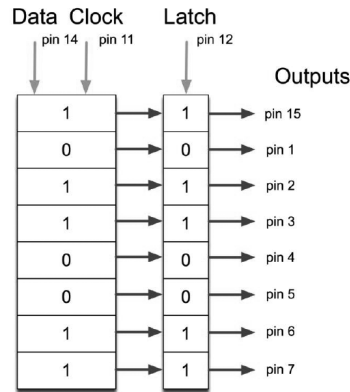 Data Clock Latch
pin 14 pin 11 pin 12
Outputs
1 1 pin 15
0 0 pin 1
1 1 pin 2
1 1 pin 3
0 0 pin 4
0 0 pin 5
1 1 pin 6
1 1 pin 7